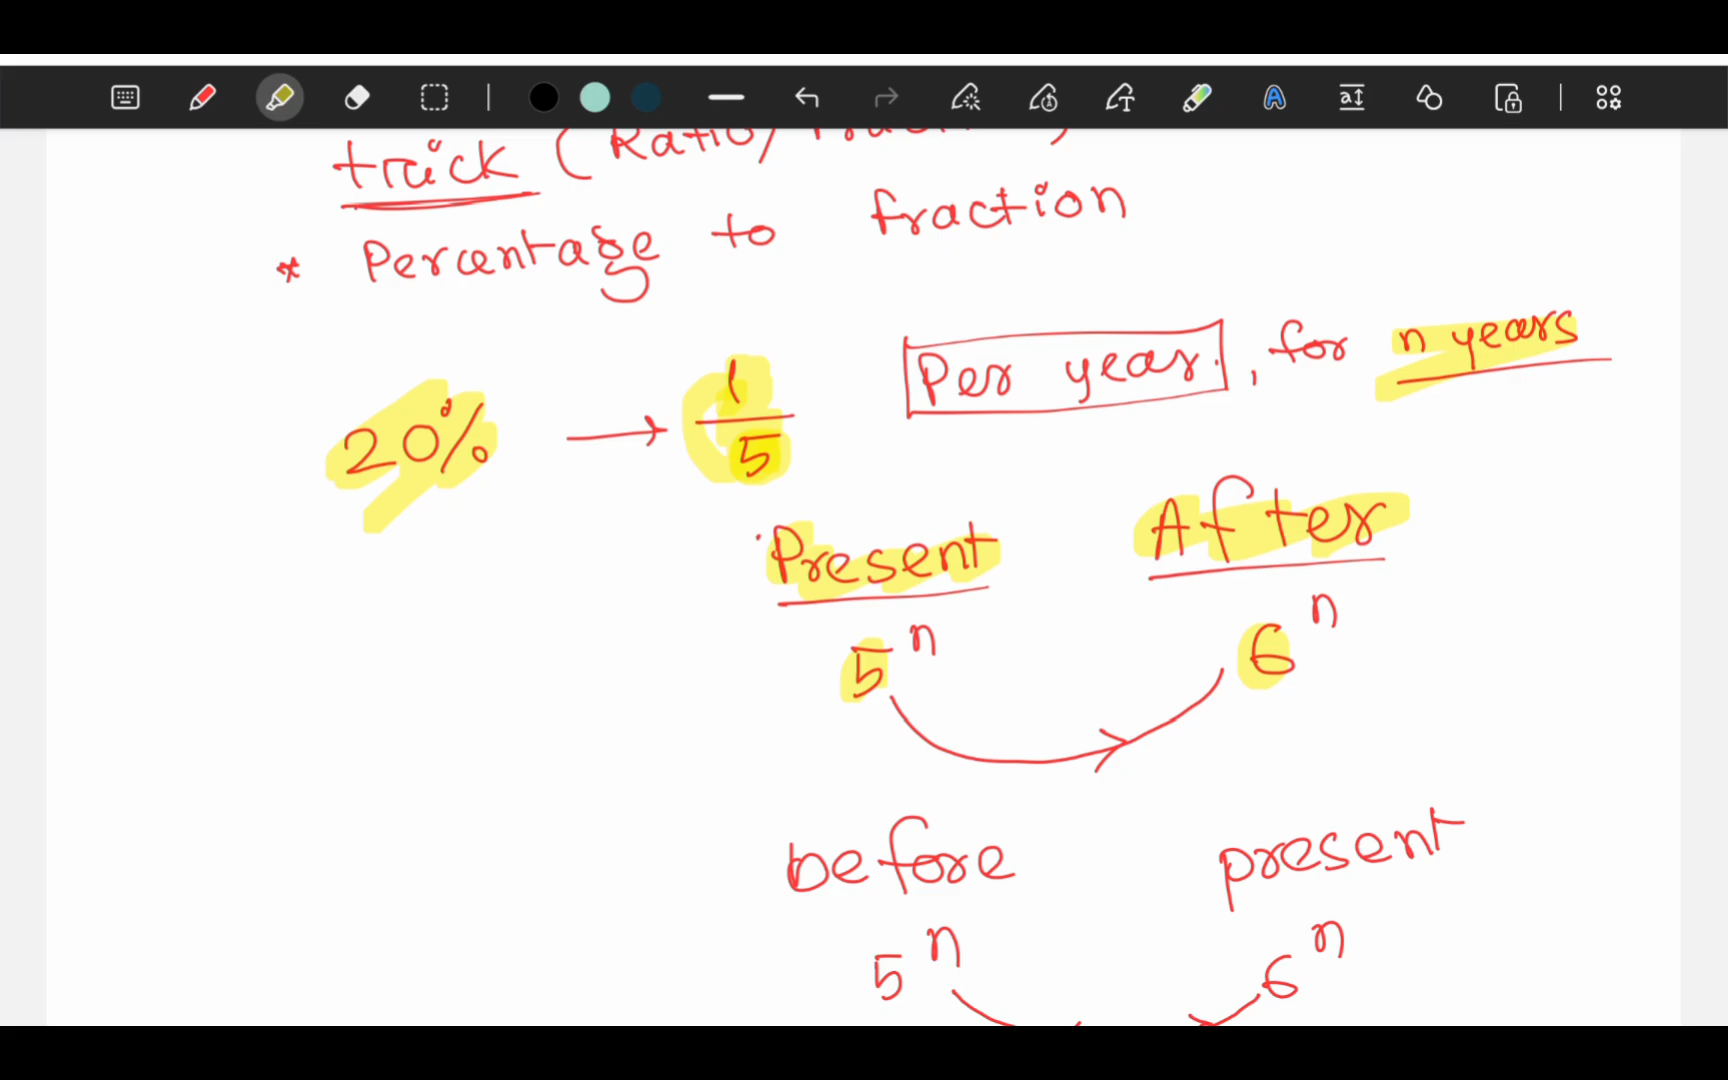 trick (Ratio/
* Percentage to fraction
20% → 1/5 Per year. , for n years
Present After
5^n 6^n
before present
5^n 6^n